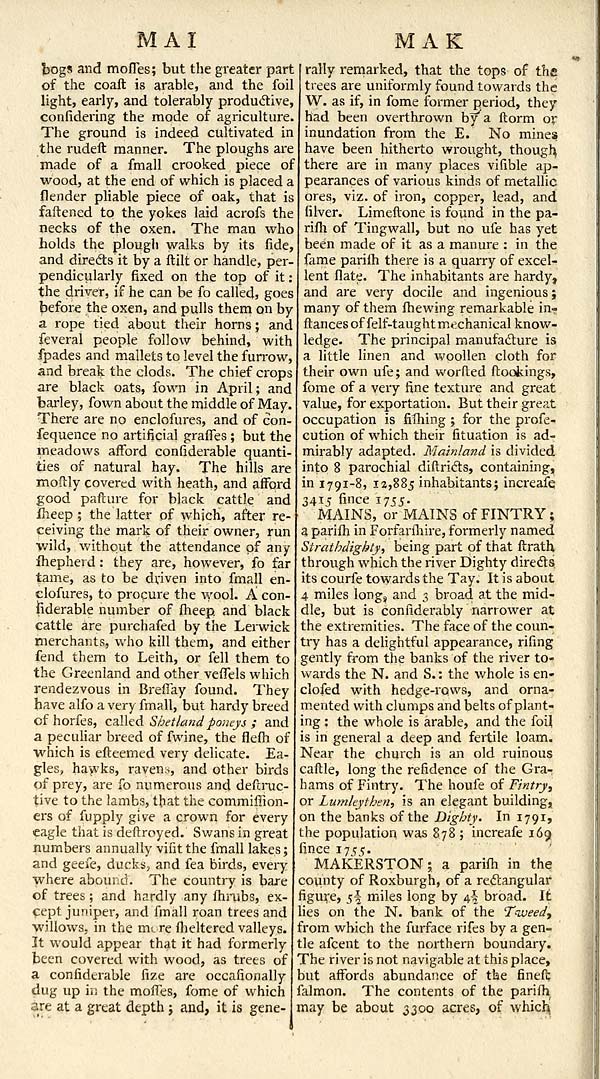 MAI
bogs and moſſes; but the greater part
of the coaſt is arable, and the ſoil
light, early, and tolerably productive,
conſidering the mode of agriculture.
The ground is indeed cultivated in
the rudeſt manner. The ploughs are
made of a ſmall crooked piece of
wood, at the end of which is placed a
ſlender pliable piece of oak, that is
faſtened to the yokes laid acroſs the
necks of the oxen. The man who
holds the plough walks by its ſide,
and directs it by a ſtilt or handle, per-
pendicularly fixed on the top of it:
the driver, if he can be ſo called, goes
before the oxen, and pulls them on by
a rope tied about their horns; and
ſeveral people follow behind, with
ſpades and mallets to level the furrow,
and break the clods. The chief crops
are black oats, ſown in April; and
barley, ſown about the middle of May.
There are no encloſures, and of con-
ſequence no artificial graſſes; but the
meadows afford conſiderable quanti-
ties of natural hay. The hills are
moſtly covered with heath, and afford
good paſture for black cattle and
ſheep; the latter of which, after re-
ceiving the mark of their owner, run
wild, without the attendance of any
ſhepherd: they are, however, ſo far
tame, as to be driven into ſmall en-
cloſures, to procure the wool. A con-
ſiderable number of ſheep and black
cattle are purchaſed by the Lerwick
merchants, who kill them, and either
ſend them to Leith, or ſell them to
the Greenland and other veſſels which
rendezvous in Breſſay ſound. They
have alſo a very ſmall, but hardy breed
of horſes, called Shetland poneys; and
a peculiar breed of ſwine, the fleſh of
which is eſteemed very delicate. Ea-
gles, hawks, ravens, and other birds
of prey, are ſo numerous and deſtruc-
tive to the lambs, that the commiſſion-
ers of ſupply give a crown for every
eagle that is deſtroyed. Swans in great
numbers annually viſit the ſmall lakes;
and geeſe, ducks, and ſea birds, every
where abound. The country is bare
of trees; and hardly any ſhrubs, ex-
cept juniper, and ſmall roan trees and
willows, in the more ſheltered valleys.
It would appear that it had formerly
been covered with wood, as trees of
a conſiderable ſize are occaſionally
dug up in the moſſes, ſome of which
are at a great depth; and, it is gene-
MAK
rally remarked, that the tops of the
trees are uniformly found towards the
W. as if, in ſome former period, they
had been overthrown by a ſtorm or
inundation from the E. No mines
have been hitherto wrought, though
there are in many places viſible ap-
pearances of various kinds of metallic
ores, viz. of iron, copper, lead, and
ſilver. Limeſtone is found in the pa-
riſh of Tingwall, but no uſe has yet
been made of it as a manure: in the
ſame pariſh there is a quarry of excel-
lent ſlate. The inhabitants are hardy,
and are very docile and ingenious;
many of them ſhewing remarkable in-
ſtances of ſelf-taught mechanical know-
ledge. The principal manufacture is
a little linen and woollen cloth for
their own uſe; and worſted ſtockings,
ſome of a very fine texture and great
value, for exportation. But their great
occupation is fiſhing; for the proſe-
cution of which their ſituation is ad-
mirably adapted. Mainland is divided
into 8 parochial diſtricts, containing,
in 1791-8, 12,885 inhabitants; increaſe
3415 ſince 1755.
MAINS, or MAINS of FINTRY;
a pariſh in Forfarſhire, formerly named
Strathdighty, being part of that ſtrath
through which the river Dighty directs
its courſe towards the Tay. It is about
4 miles long, and 3 broad at the mid-
dle, but is conſiderably narrower at
the extremities. The face of the coun-
try has a delightful appearance, riſing
gently from the banks of the river to-
wards the N. and S.: the whole is en-
cloſed with hedge-rows, and orna-
mented with clumps and belts of plant-
ing: the whole is arable, and the ſoil
is in general a deep and fertile loam.
Near the church is an old ruinous
caſtle, long the reſidence of the Gra-
hams of Fintry. The houſe of Fintry,
or Lumleythen, is an elegant building,
on the banks of the Dighty. In 1791,
the population was 878; increaſe 169
ſince 1755.
MAKERSTON; a pariſh in the
county of Roxburgh, of a rectangular
figure, 5½ miles long by 4½ broad. It
lies on the N. bank of the Tweed,
from which the ſurface riſes by a gen-
tle aſcent to the northern boundary.
The river is not navigable at this place,
but affords abundance of the fineſt
ſalmon. The contents of the pariſh
may be about 3300 acres, of which